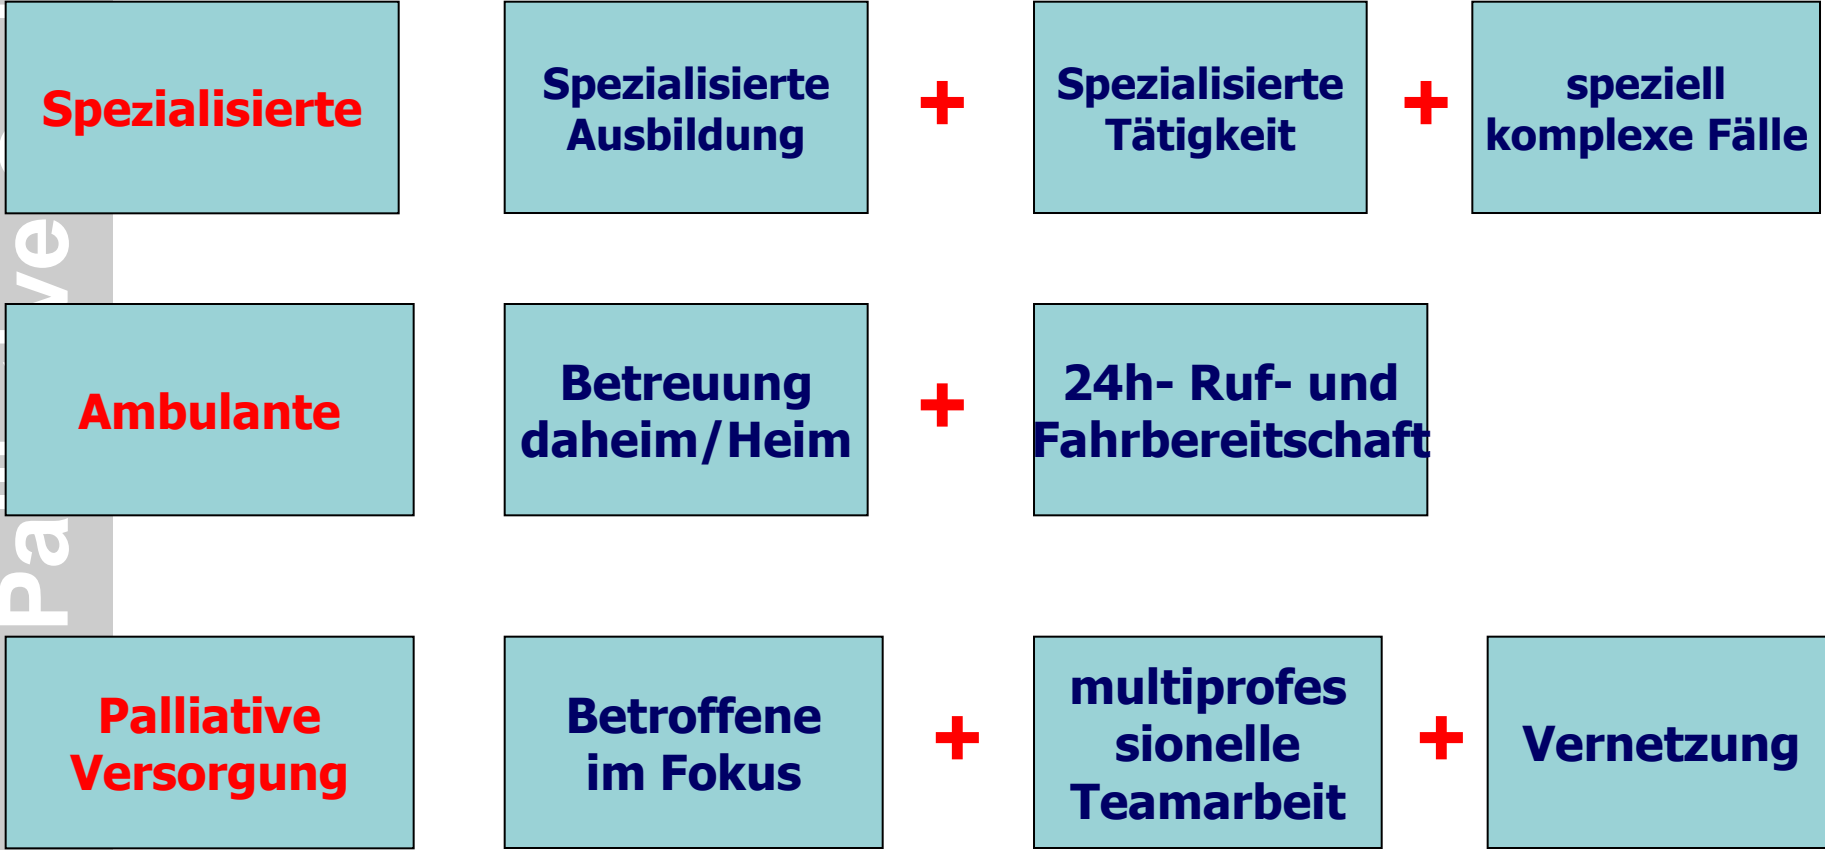 Spezialisierte
Spezialisierte
Ausbildung
+
Spezialisierte
Tätigkeit
+
speziell
komplexe Fälle
Ambulante
Betreuung
daheim/Heim
+
24h- Ruf- und
Fahrbereitschaft
Palliative
Versorgung
Betroffene
im Fokus
+
multiprofes
sionelle
Teamarbeit
+
Vernetzung